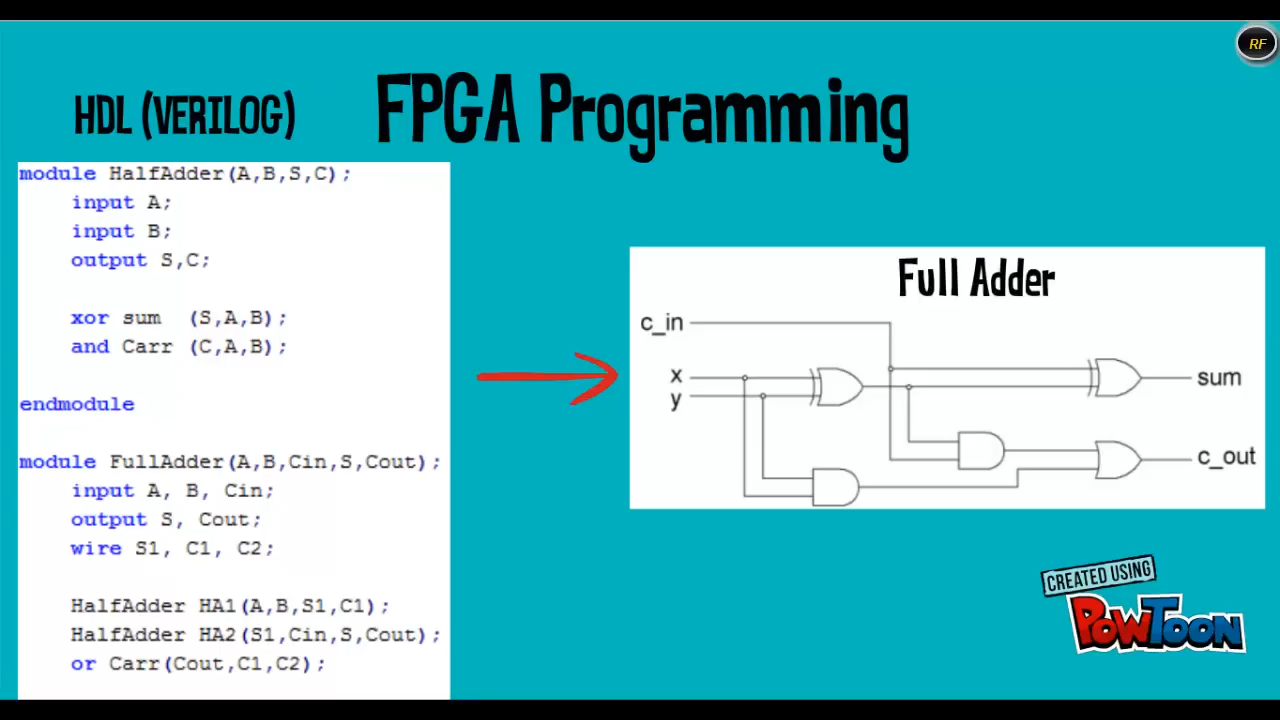 RF
HDL (VERILOG)
FPGA Programming
module HalfAdder(A,B,S,C);
input A;
input B;
output S,C;
xor sum (S,A,B);
and Carr (C,A,B);
endmodule
module FullAdder(A,B,Cin,S,Cout);
input A, B, Cin;
output S, Cout;
wire S1, C1, C2;
HalfAdder HA1(A,B,S1,C1);
HalfAdder HA2(S1,Cin,S,Cout);
or Carr(Cout,C1,C2);
Full Adder
c_in
x
y
sum
c_out
CREATED USING
POWTOON